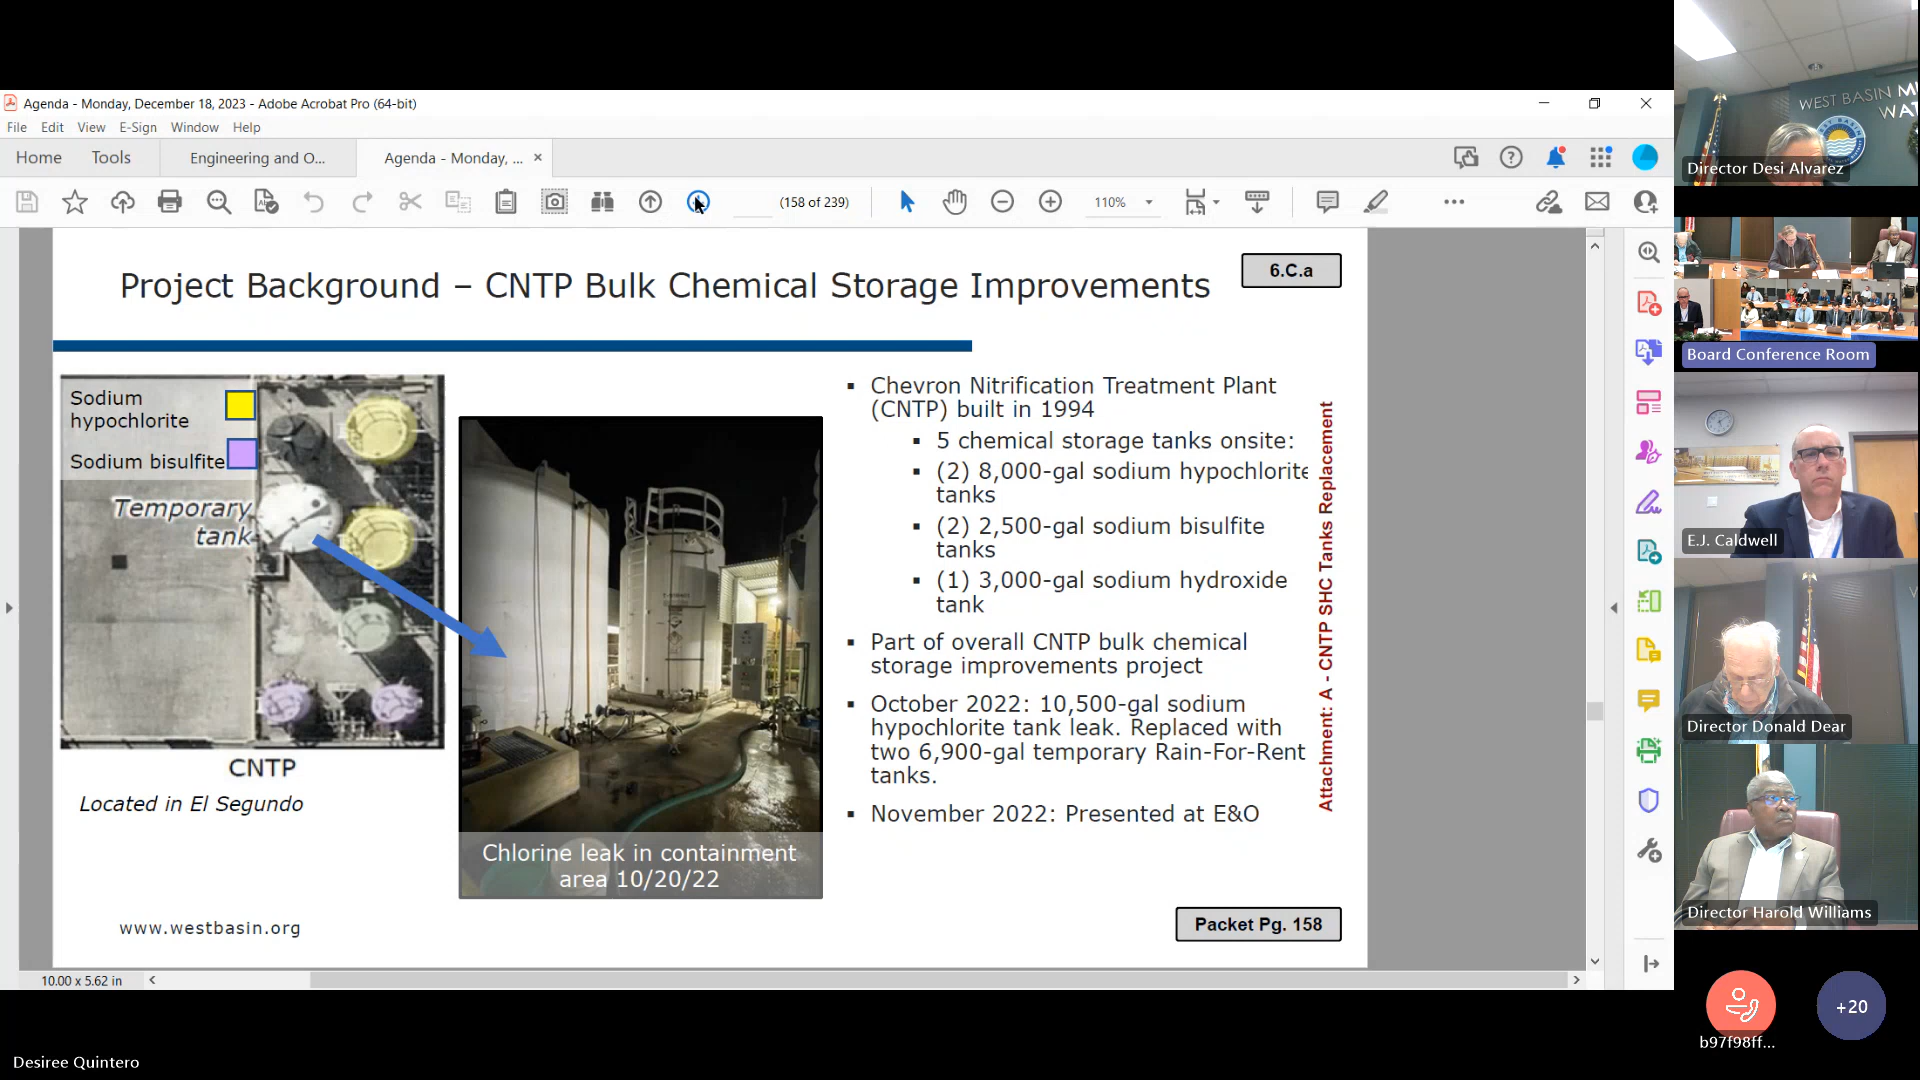 Agenda - Monday, December 18, 2023 - Adobe Acrobat Pro (64-bit)
File Edit View E-Sign Window Help
Home Tools Engineering and O... Agenda - Monday, ...
(158 of 239) 110%
Project Background – CNTP Bulk Chemical Storage Improvements
6.C.a
Sodium
hypochlorite
Sodium bisulfite
Temporary
tank
CNTP
Located in El Segundo
Chlorine leak in containment
area 10/20/22
▪ Chevron Nitrification Treatment Plant
(CNTP) built in 1994
▪ 5 chemical storage tanks onsite:
▪ (2) 8,000-gal sodium hypochlorite
tanks
▪ (2) 2,500-gal sodium bisulfite
tanks
▪ (1) 3,000-gal sodium hydroxide
tank
▪ Part of overall CNTP bulk chemical
storage improvements project
▪ October 2022: 10,500-gal sodium
hypochlorite tank leak. Replaced with
two 6,900-gal temporary Rain-For-Rent
tanks.
▪ November 2022: Presented at E&O
Attachment: A - CNTP SHC Tanks Replacement
www.westbasin.org
Packet Pg. 158
10.00 x 5.62 in
WEST BASIN
Director Desi Alvarez
Board Conference Room
E.J. Caldwell
Director Donald Dear
Director Harold Williams
b97f98ff...
+20
Desiree Quintero